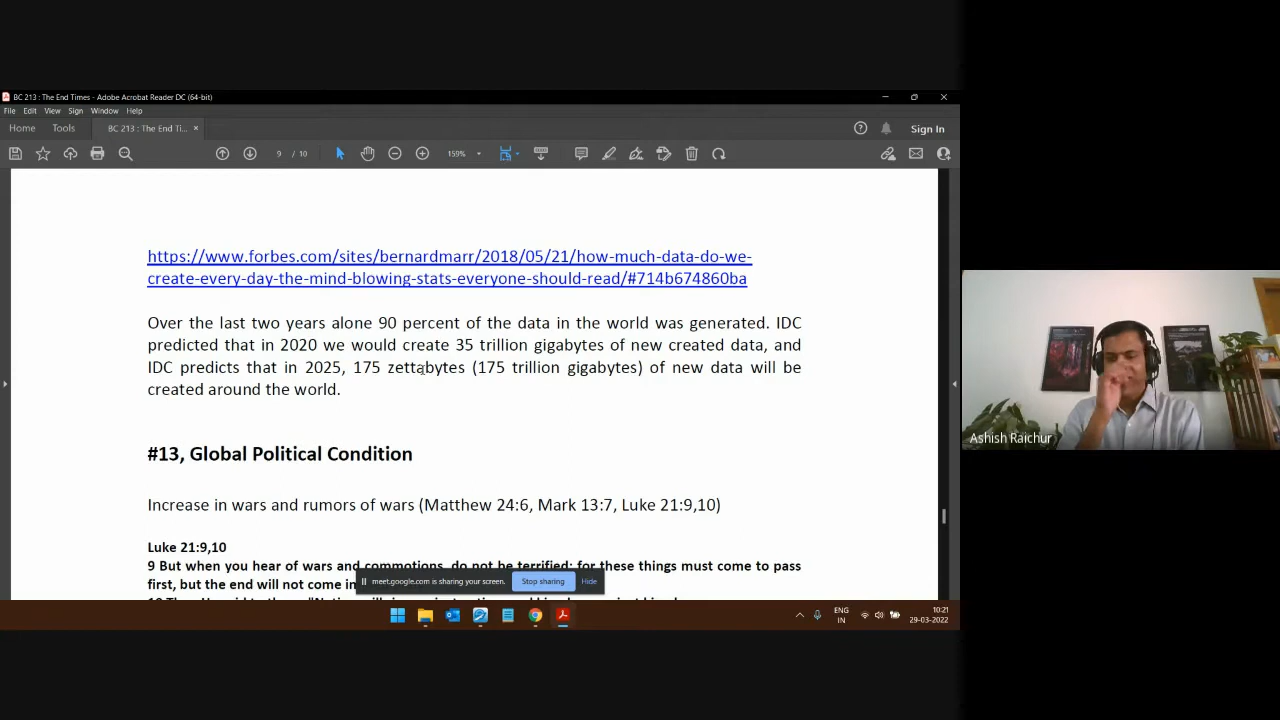 BC 213 : The End Times - Adobe Acrobat Reader DC (64-bit)
File Edit View Sign Window Help
Home Tools BC 213 : The End Ti... × Sign In
9 / 10 159%
https://www.forbes.com/sites/bernardmarr/2018/05/21/how-much-data-do-we-
create-every-day-the-mind-blowing-stats-everyone-should-read/#714b674860ba
Over the last two years alone 90 percent of the data in the world was generated. IDC
predicted that in 2020 we would create 35 trillion gigabytes of new created data, and
IDC predicts that in 2025, 175 zettabytes (175 trillion gigabytes) of new data will be
created around the world.
#13, Global Political Condition
Increase in wars and rumors of wars (Matthew 24:6, Mark 13:7, Luke 21:9,10)
Luke 21:9,10
9 But when you hear of wars and commotions, do not be terrified; for these things must come to pass
first, but the end will not come im
meet.google.com is sharing your screen. Stop sharing Hide
ENG
IN
10:21
29-03-2022
Ashish Raichur